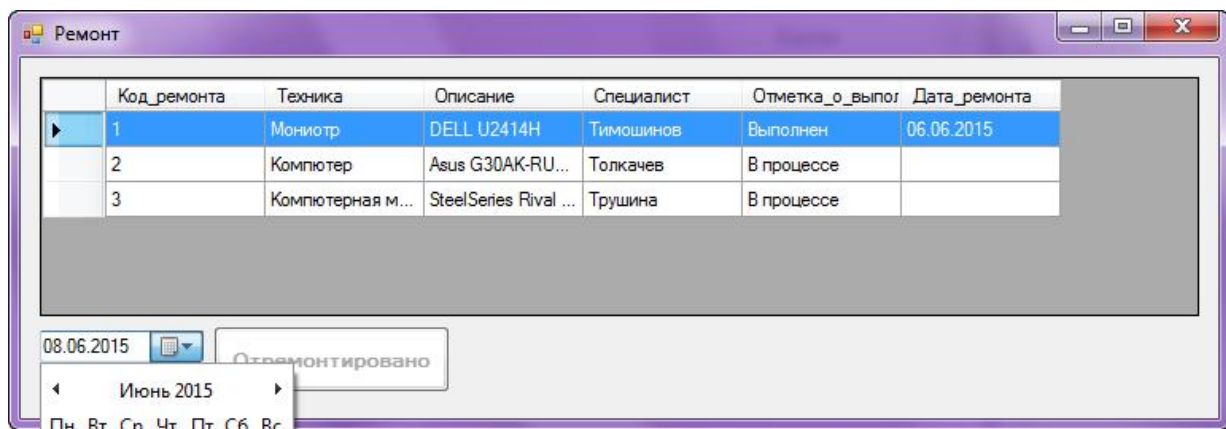 Ремонт
Код_ремонта Техника Описание Специалист Отметка_о_выпол Дата_ремонта
1 Мониотр DELL U2414H Тимошинов Выполнен 06.06.2015
2 Компютер Asus G30AK-RU... Толкачев В процессе
3 Компютерная м... SteelSeries Rival ... Трушина В процессе
08.06.2015
Отремонтировано
Июнь 2015
Пн Вт Ср Чт Пт Сб Вс